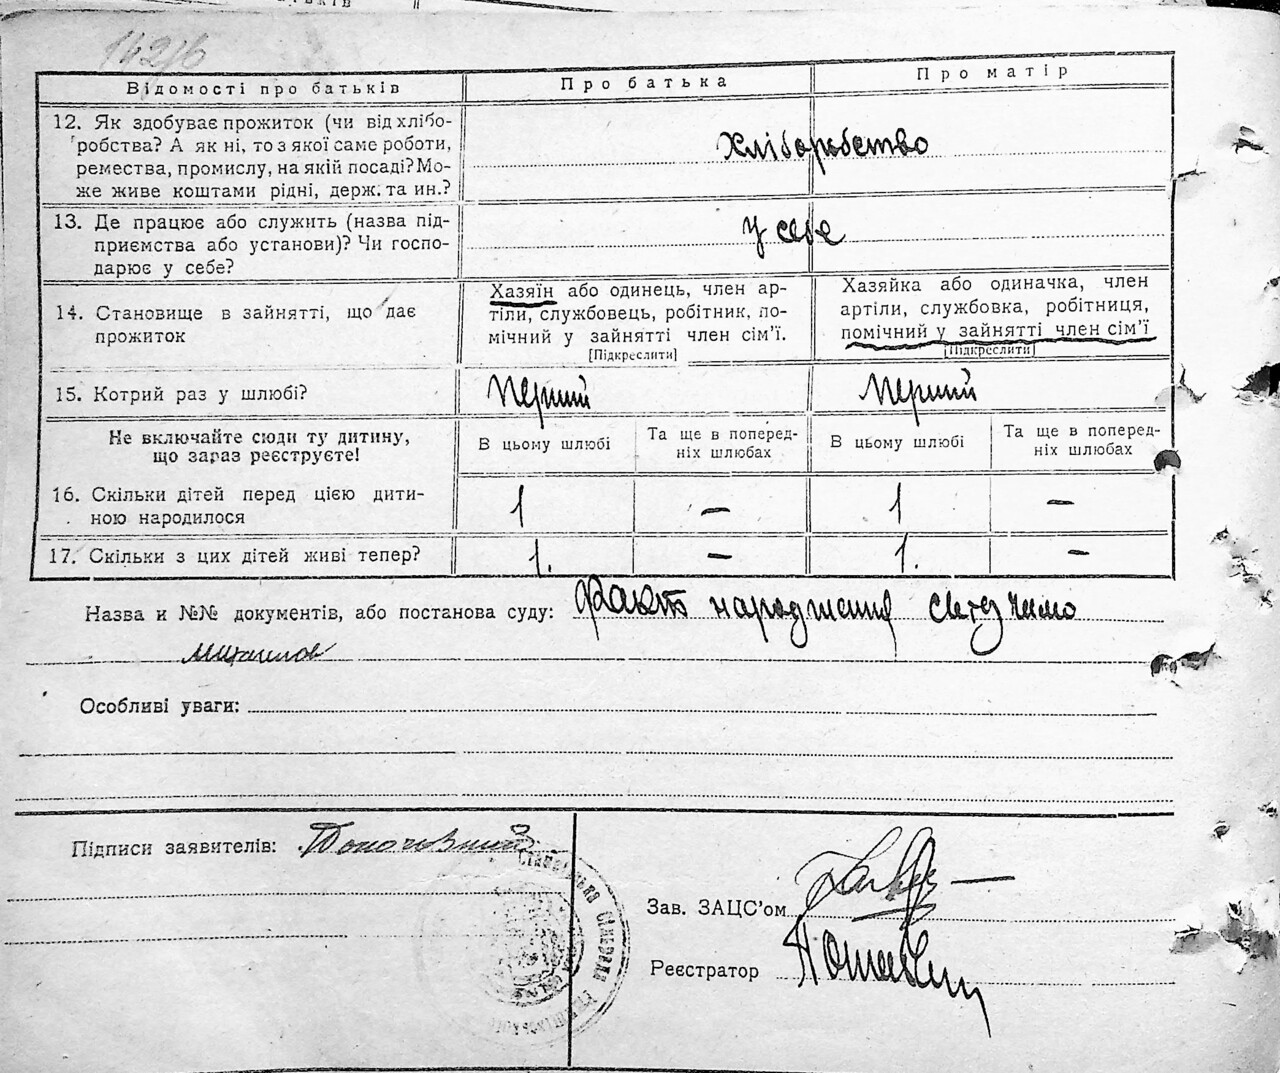 142/6
Відомості про батьків
Про батька
Про матір
12. Як здобуває прожиток (чи від хлібо-
робства? А як ні, то з якої саме роботи,
ремества, промислу, на якій посаді? Мо-
же живе коштами рідні, держ. та ин.?
Хліборобство
13. Де працює або служить (назва під-
приємства або установи)? Чи госпо-
дарює у себе?
у себе
14. Становище в зайнятті, що дає
прожиток
Хазяїн або одинець, член ар-
тіли, службовець, робітник, по-
мічний у зайнятті член сім'ї.
[Підкреслити]
Хазяйка або одиначка, член
артіли, службовка, робітниця,
помічний у зайнятті член сім'ї
[Підкреслити]
15. Котрий раз у шлюбі?
перший
перший
Не включайте сюди ту дитину,
що зараз реєструєте!
В цьому шлюбі
Та ще в поперед-
ніх шлюбах
В цьому шлюбі
Та ще в поперед-
ніх шлюбах
16. Скільки дітей перед цією дити-
ною народилося
1
—
1
—
17. Скільки з цих дітей живі тепер?
1.
—
1.
—
Назва и №№ документів, або постанова суду: Факт народження
Особливі уваги:
Підписи заявителів:
Зав. ЗАЦС'ом
Реєстратор